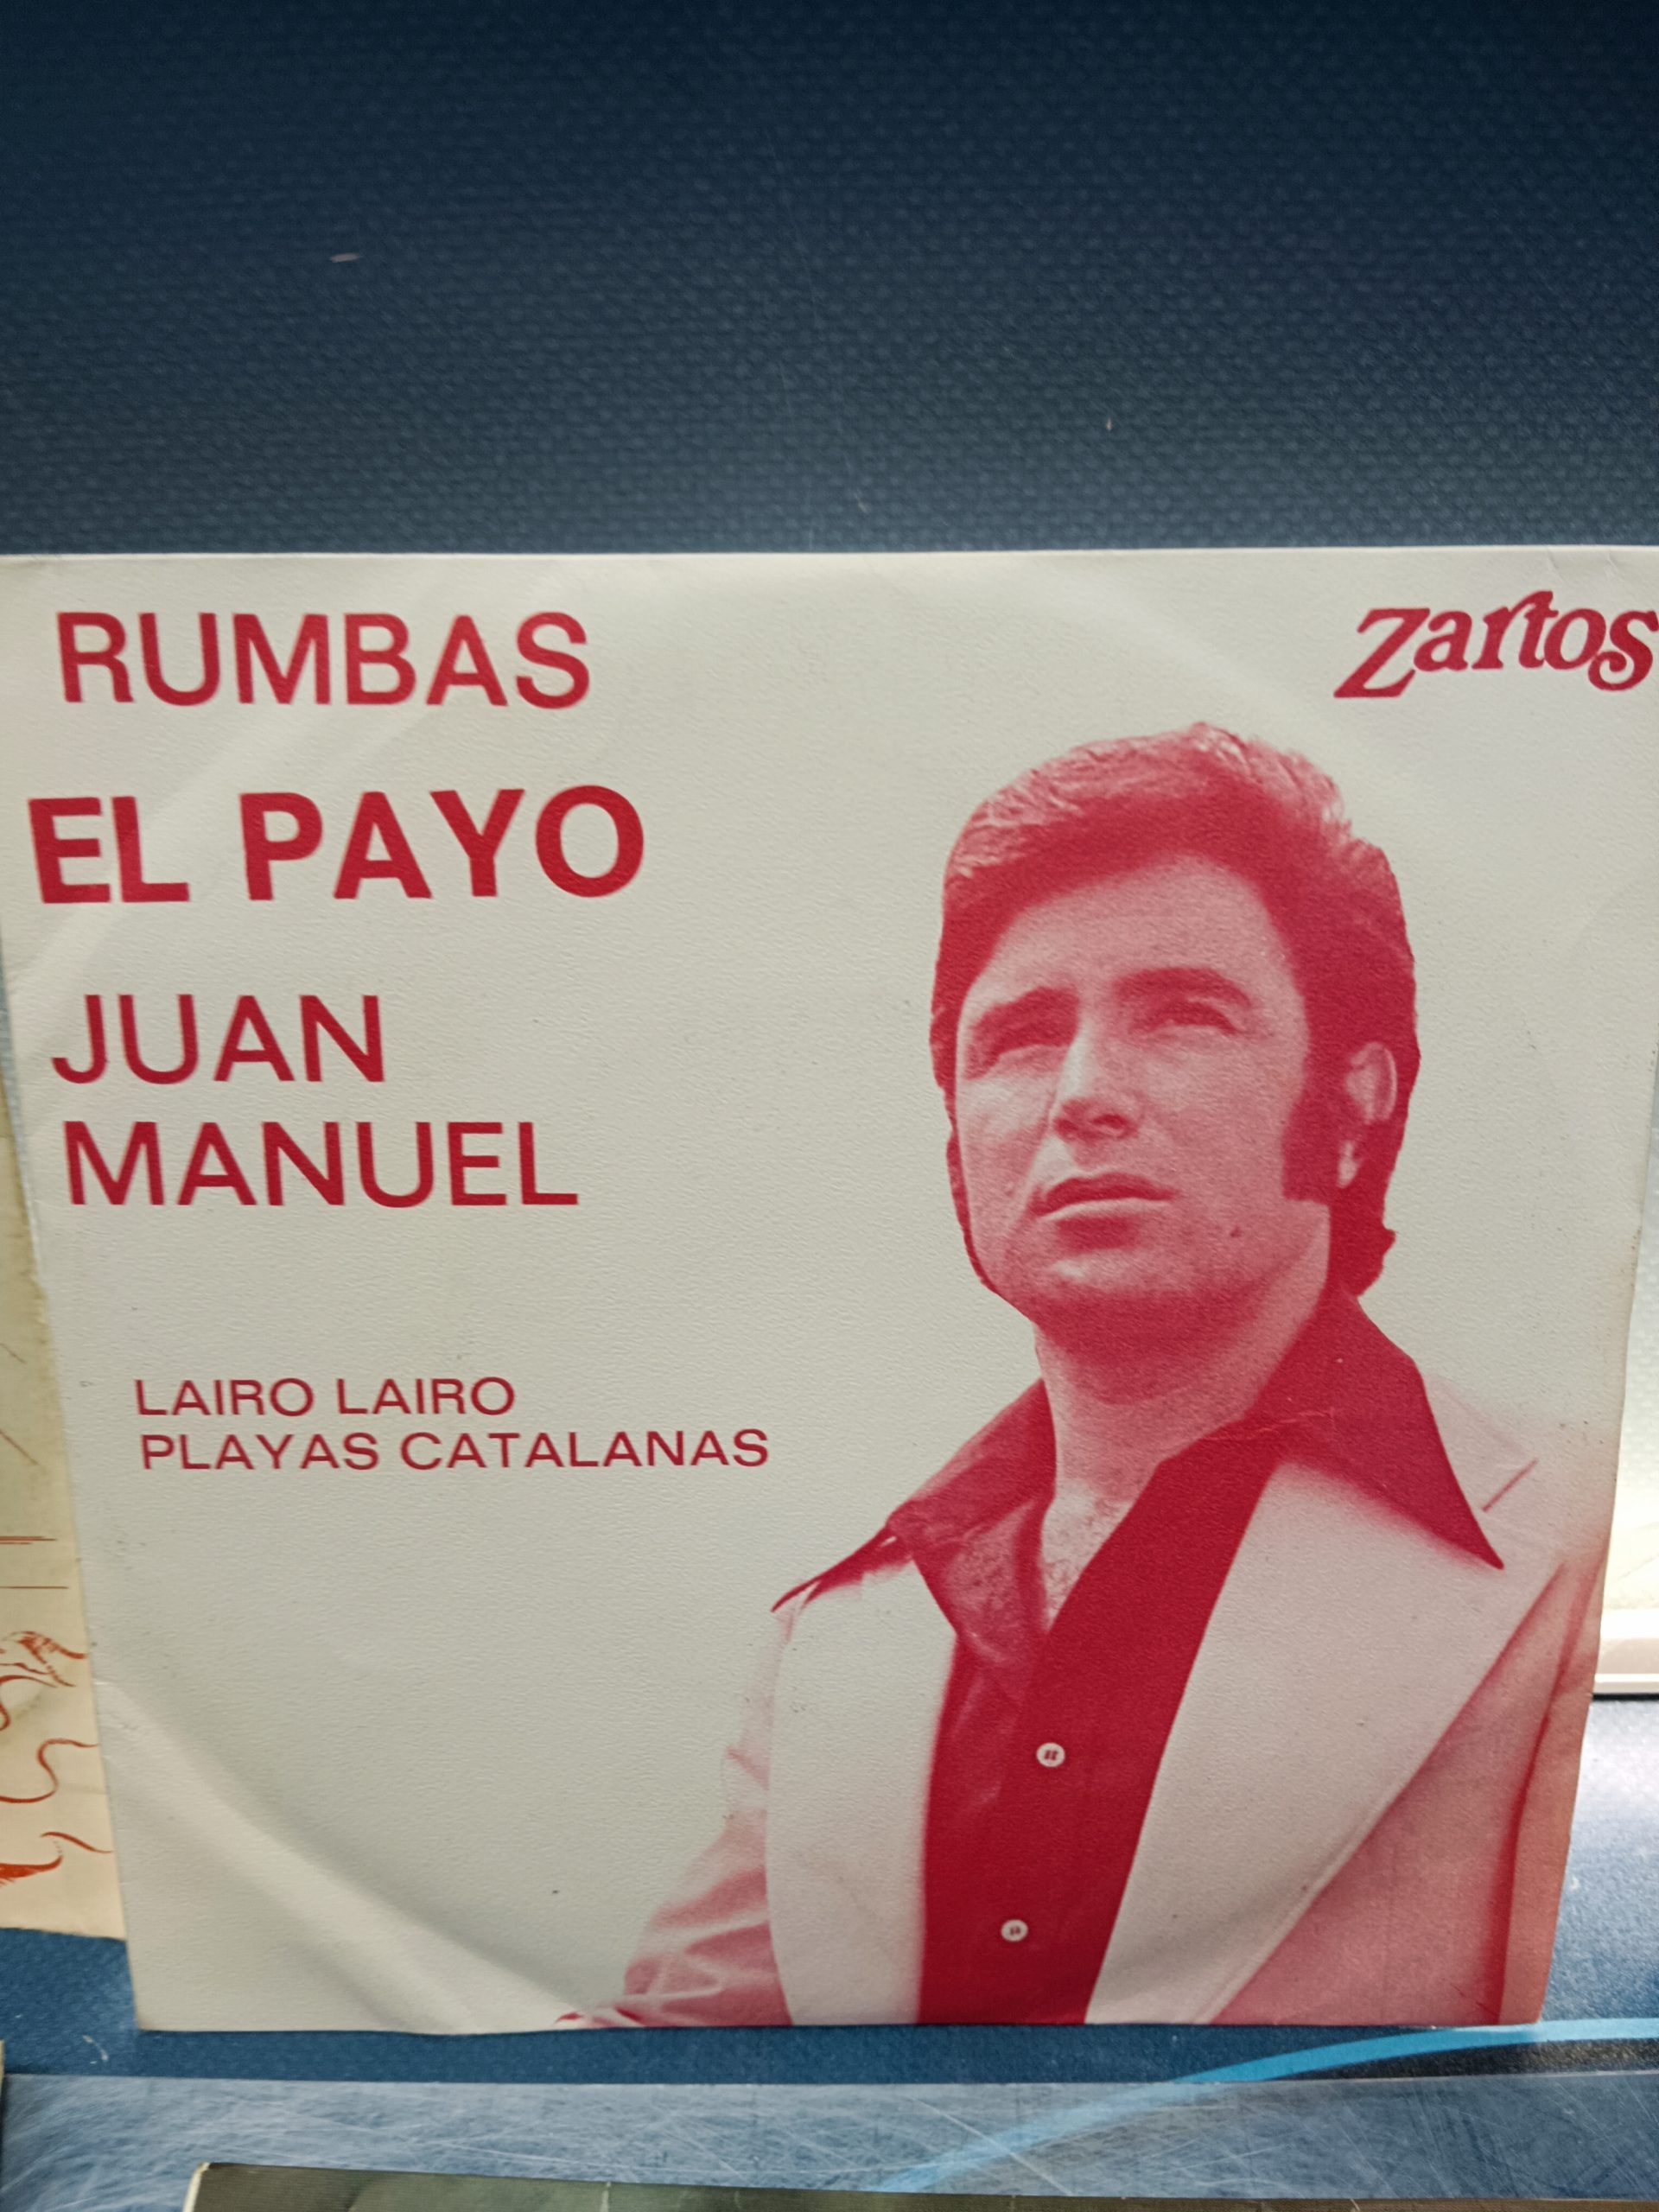 RUMBAS
Zartos
EL PAYO
JUAN
MANUEL
LAIRO LAIRO
PLAYAS CATALANAS